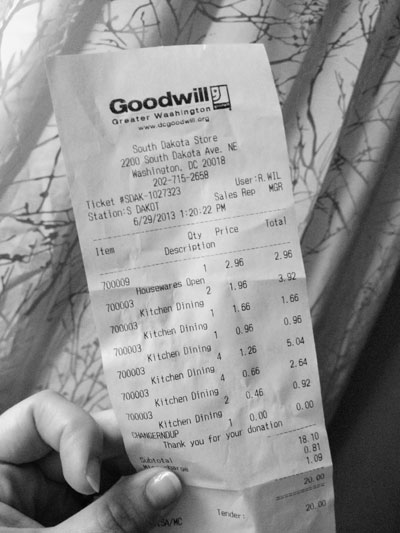 Goodwill
Greater Washington
www.dcgoodwill.org
South Dakota Store
2200 South Dakota Ave. NE
Washington, DC 20018
202-715-2658
Ticket #SDAK-1027323 User:R.WIL
Station:S DAKOT Sales Rep MGR
6/29/2013 1:20:22 PM
Item Qty Price Total
Description
700009 1 2.96 2.96
Housewares Open
700003 2 1.96 3.92
Kitchen Dining
700003 1 1.66 1.66
Kitchen Dining
700003 1 0.96 0.96
Kitchen Dining
700003 4 1.26 5.04
Kitchen Dining
700003 4 0.66 2.64
Kitchen Dining
700003 2 0.46 0.92
Kitchen Dining
CHANGERNDUP 1 0.00 0.00
Thank you for your donation
Subtotal 18.10
0.81
1.09
20.00
Tender:
/MC 20.00